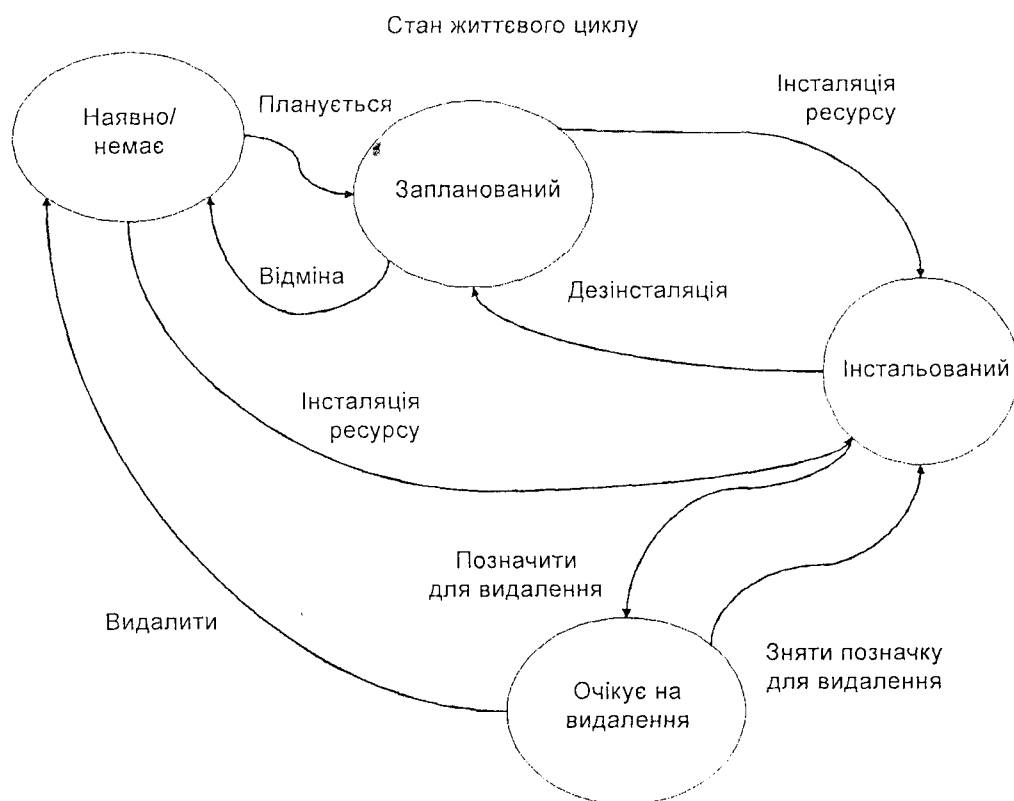 Стан життєвого циклу
Наявно/
немає
Планується
Запланований
Інсталяція
ресурсу
Відміна
Дезінсталяція
Інстальований
Інсталяція
ресурсу
Позначити
для видалення
Видалити
Зняти позначку
для видалення
Очікує на
видалення